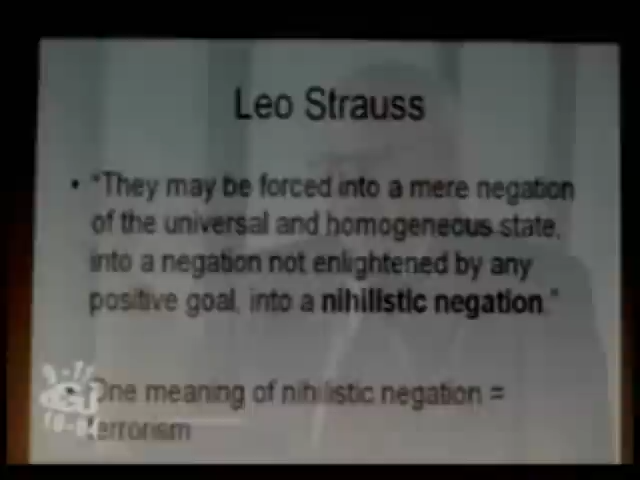 Leo Strauss
• "They may be forced into a mere negation
of the universal and homogeneous state,
into a negation not enlightened by any
positive goal, into a nihilistic negation."
One meaning of nihilistic negation =
terrorism